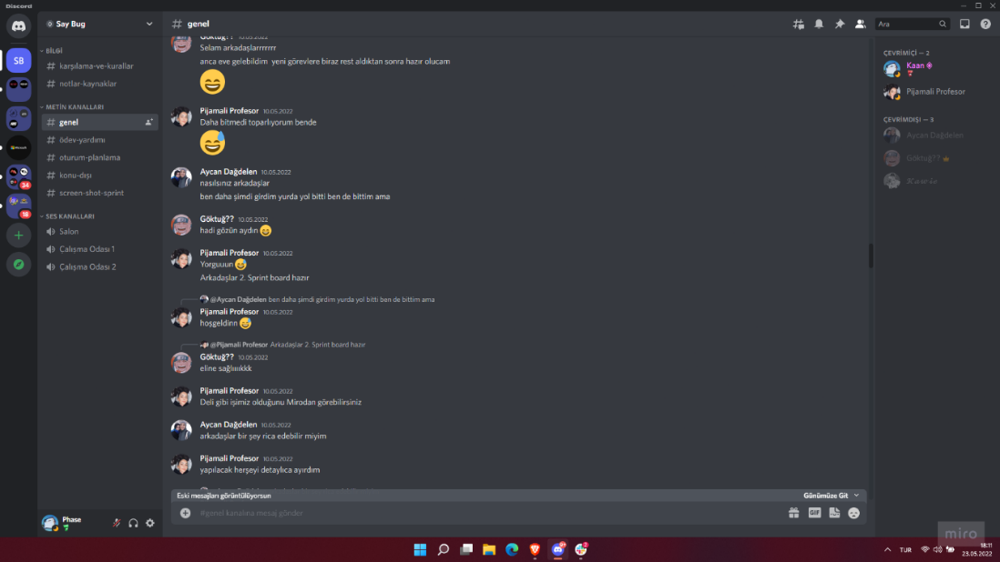 Discord
Say Bug
genel
Ara
SB
34
18
BİLGİ
karşılama-ve-kurallar
notlar-kaynaklar
METİN KANALLARI
genel
ödev-yardımı
oturum-planlama
konu-dışı
screen-shot-sprint
SES KANALLARI
Salon
Çalışma Odası 1
Çalışma Odası 2
Phase
Göktuğ?? 10.05.2022
Selam arkadaşlarrrrrrr
anca eve gelebildim yeni görevlere biraz rest aldıktan sonra hazır olucam
Pijamali Profesor 10.05.2022
Daha bitmedi toparlıyorum bende
Aycan Dağdelen 10.05.2022
nasılsınız arkadaşlar
ben daha şimdi girdim yurda yol bitti ben de bittim ama
Göktuğ?? 10.05.2022
hadi gözün aydın
Pijamali Profesor 10.05.2022
Yorguuun
Arkadaşlar 2. Sprint board hazır
@Aycan Dağdelen ben daha şimdi girdim yurda yol bitti ben de bittim ama
Pijamali Profesor 10.05.2022
hoşgeldinn
@Pijamali Profesor Arkadaşlar 2. Sprint board hazır
Göktuğ?? 10.05.2022
Pijamali Profesor 10.05.2022
Deli gibi işimiz olduğunu Mirodan görebilirsiniz
Aycan Dağdelen 10.05.2022
arkadaşlar bir şey rica edebilir miyim
Pijamali Profesor 10.05.2022
yapılacak herşeyi detaylıca ayırdım
Eski mesajları görüntülüyorsun
Günümüze Git
#genel kanalına mesaj gönder
GIF
ÇEVRİMİÇİ — 2
Kaan
Pijamali Profesor
ÇEVRİMDIŞI — 3
Aycan Dağdelen
Göktuğ??
miro
TUR
18:11
23.05.2022